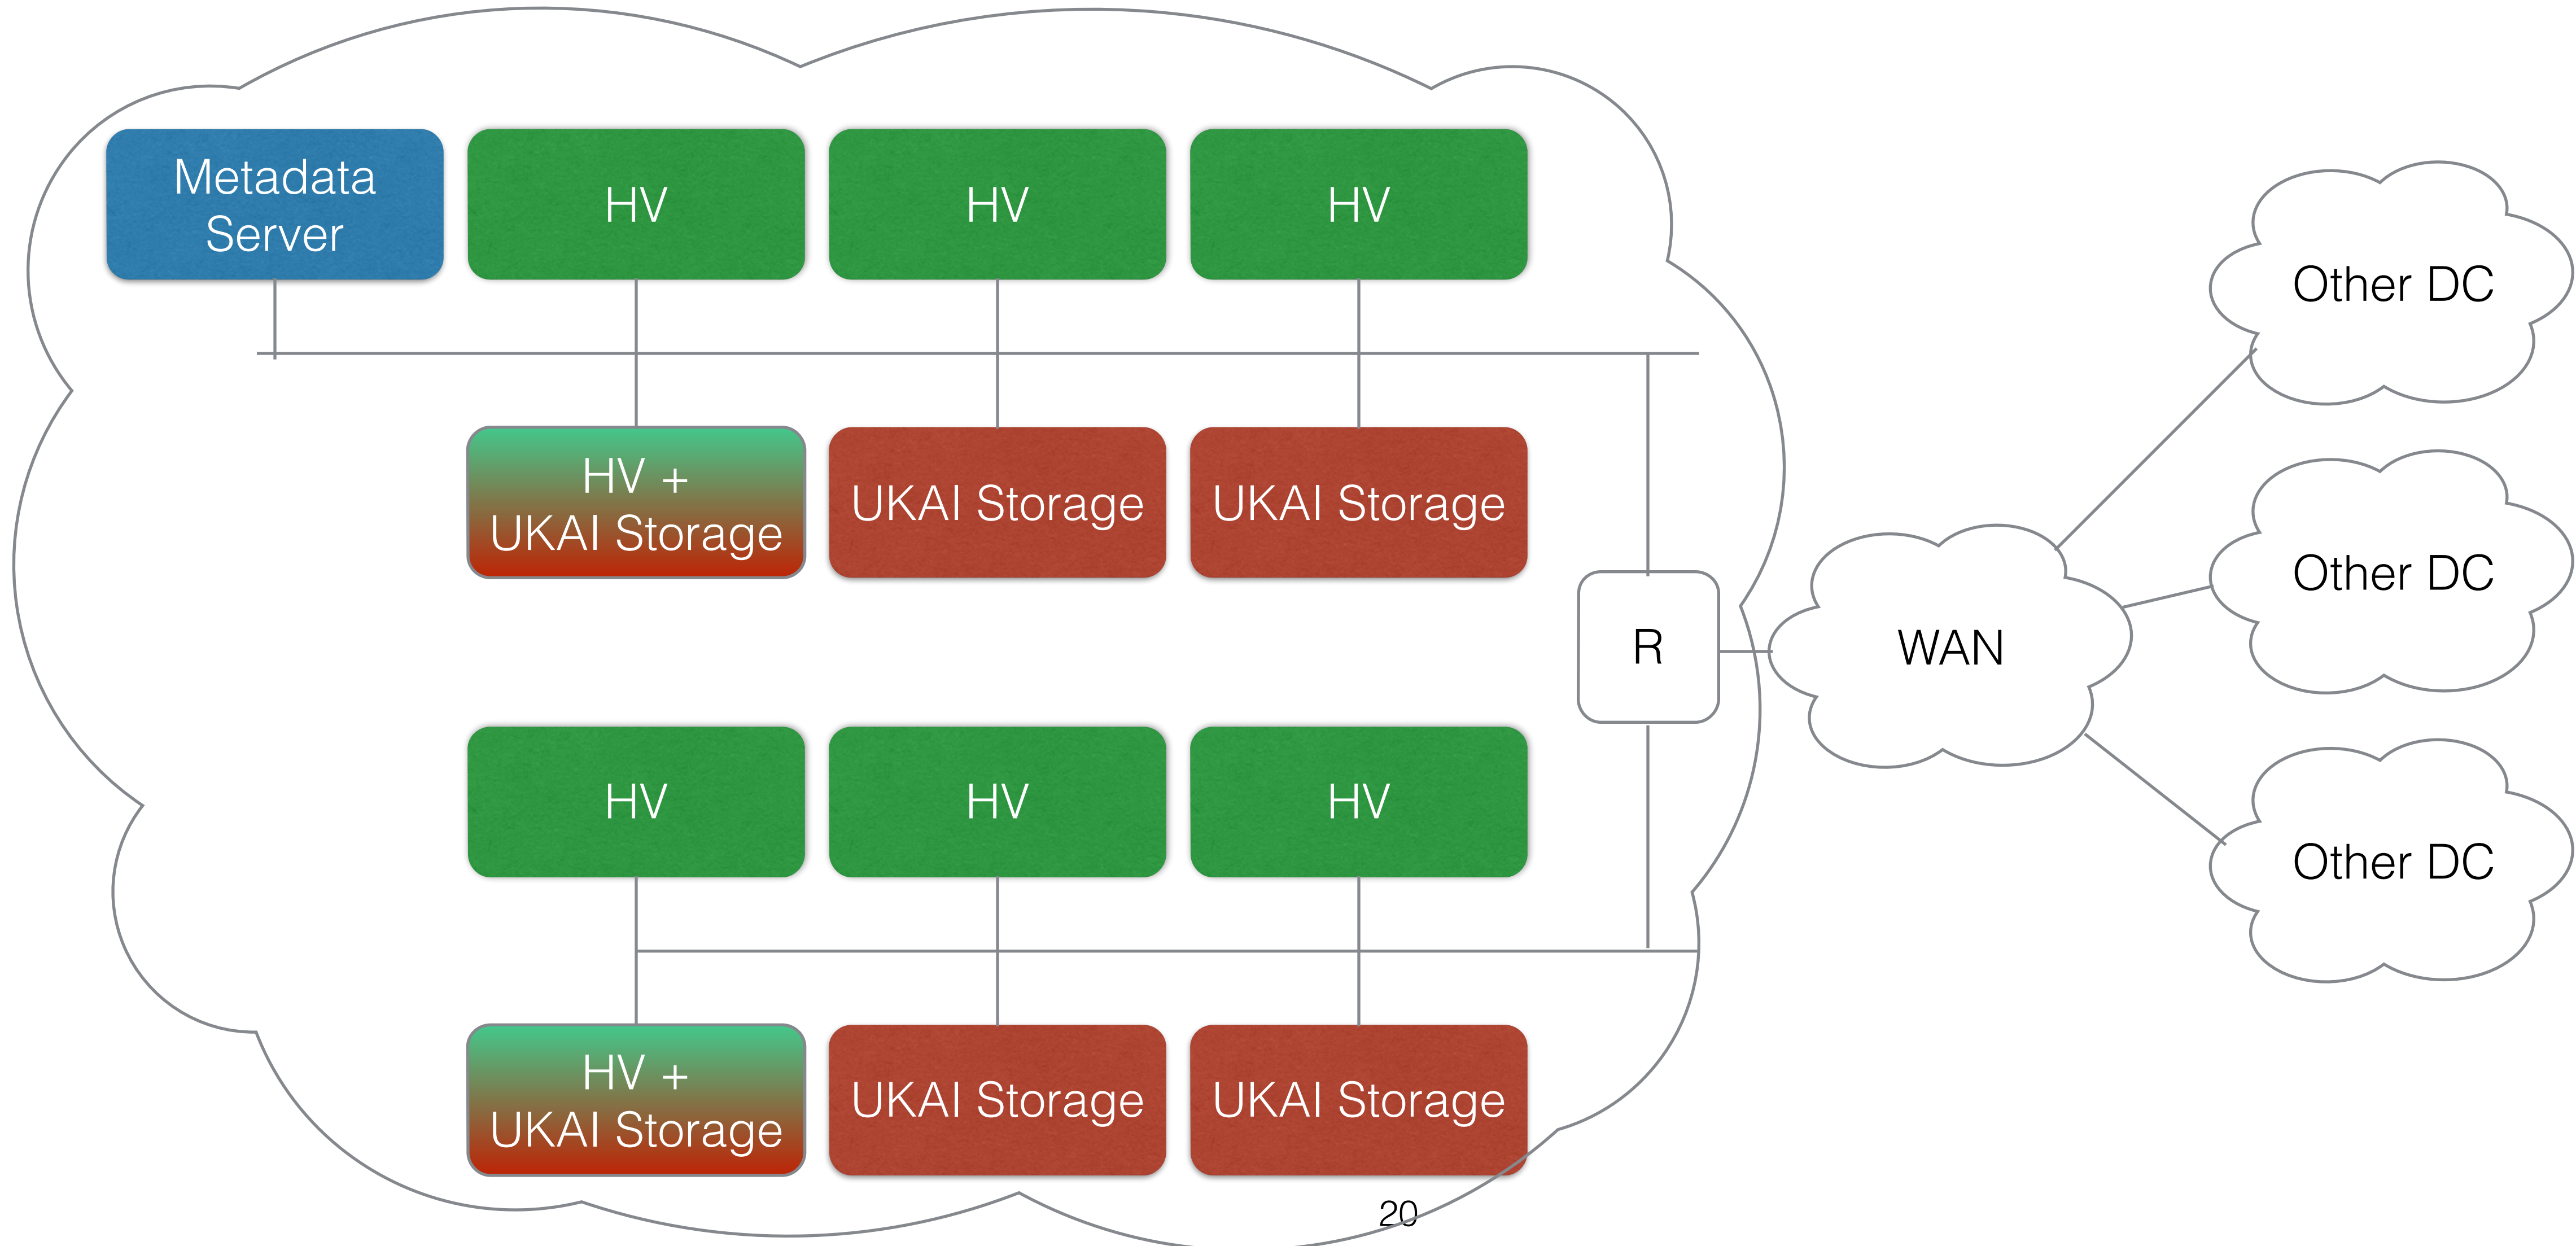 Metadata
Server
HV
HV
HV
HV +
UKAI Storage
UKAI Storage
UKAI Storage
R
WAN
Other DC
Other DC
Other DC
HV
HV
HV
HV +
UKAI Storage
UKAI Storage
UKAI Storage
20